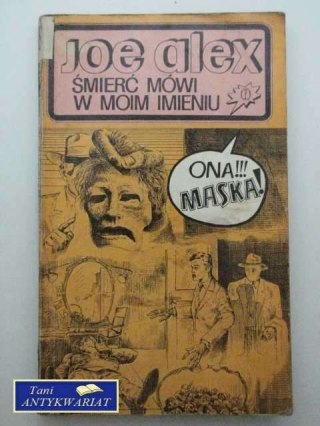 Joe alex
ŚMIERĆ MÓWI
W MOIM IMIENIU
ONA!!!
MASKA!
Tani
ANTYKWARIAT